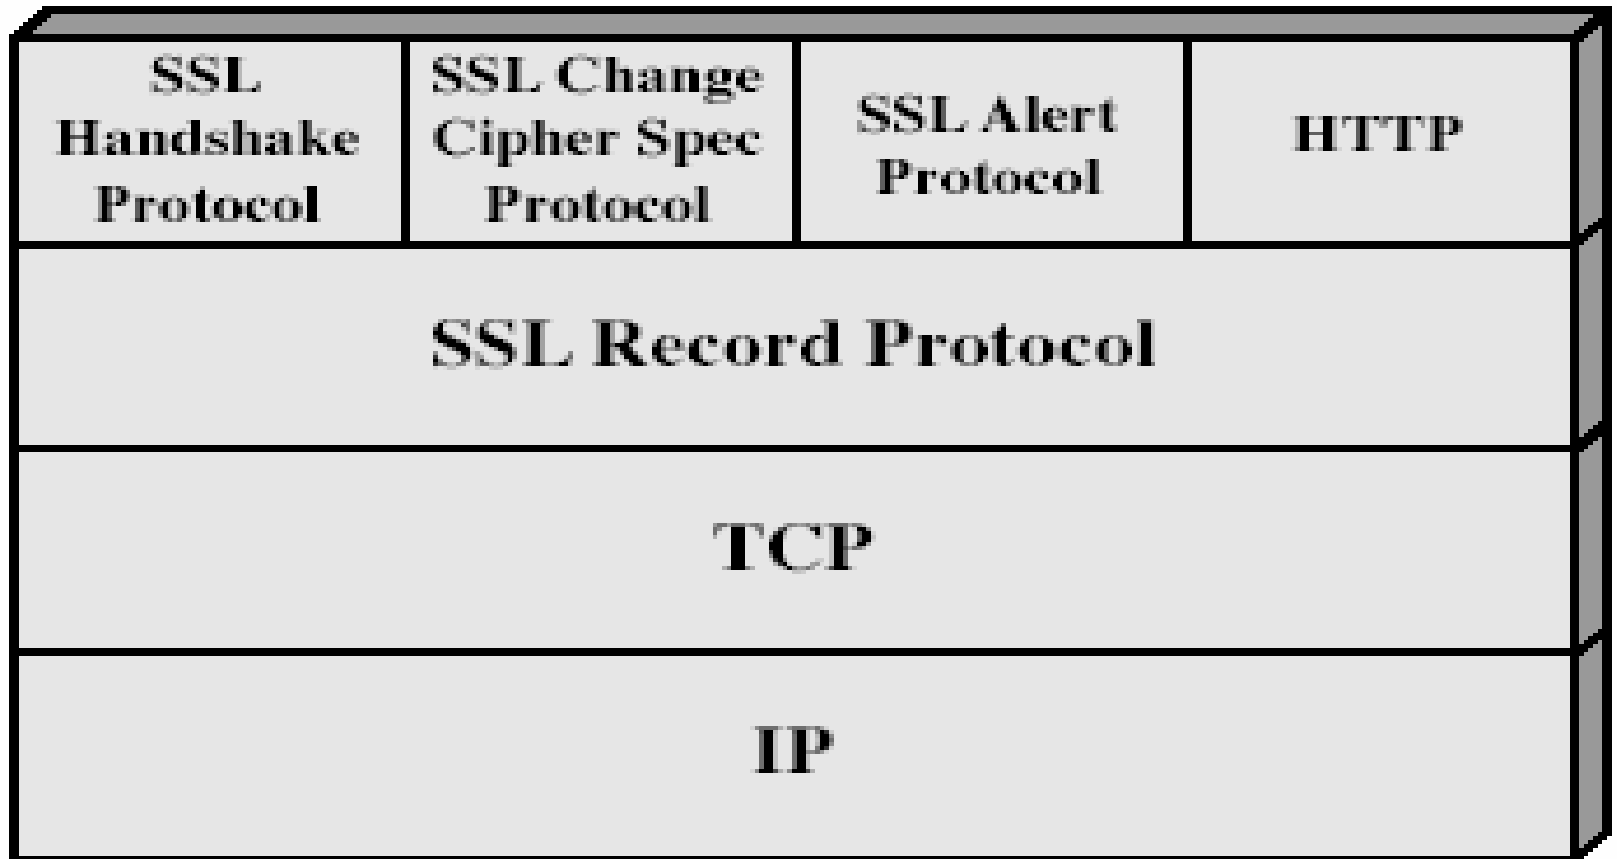 SSL
Handshake
Protocol
SSL Change
Cipher Spec
Protocol
SSL Alert
Protocol
HTTP
SSL Record Protocol
TCP
IP